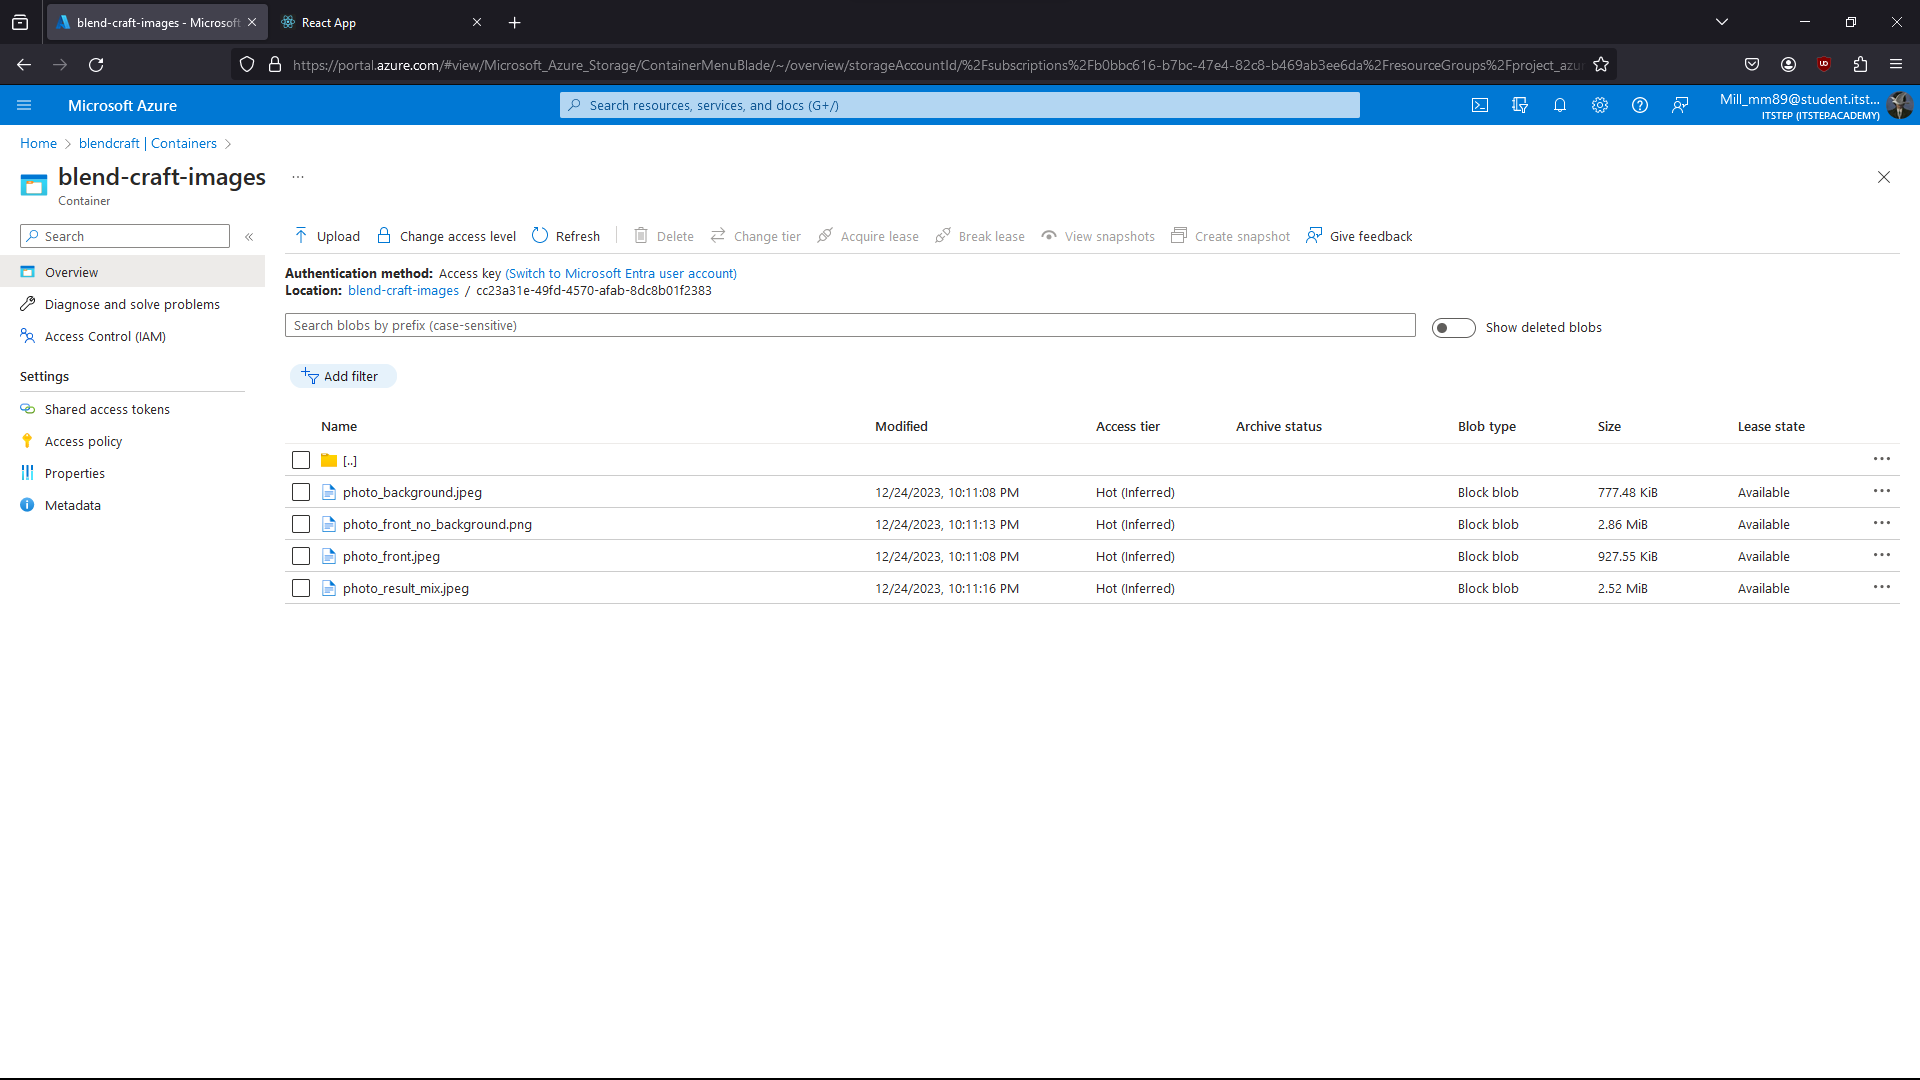 blend-craft-images - Microsoft
React App
https://portal.azure.com/#view/Microsoft_Azure_Storage/ContainerMenuBlade/~/overview/storageAccountId/%2Fsubscriptions%2Fb0bbc616-b7bc-47e4-82c8-b469ab3ee6da%2FresourceGroups%2Fproject_azu
Microsoft Azure
Search resources, services, and docs (G+/)
Mill_mm89@student.itst...
ITSTEP (ITSTEP.ACADEMY)
Home > blendcraft | Containers >
blend-craft-images ...
Container
Search «
Upload Change access level Refresh Delete Change tier Acquire lease Break lease View snapshots Create snapshot Give feedback
Overview
Diagnose and solve problems
Access Control (IAM)
Settings
Shared access tokens
Access policy
Properties
Metadata
Authentication method: Access key (Switch to Microsoft Entra user account)
Location: blend-craft-images / cc23a31e-49fd-4570-afab-8dc8b01f2383
Search blobs by prefix (case-sensitive)
Show deleted blobs
Add filter
Name Modified Access tier Archive status Blob type Size Lease state
[..]
photo_background.jpeg 12/24/2023, 10:11:08 PM Hot (Inferred) Block blob 777.48 KiB Available
photo_front_no_background.png 12/24/2023, 10:11:13 PM Hot (Inferred) Block blob 2.86 MiB Available
photo_front.jpeg 12/24/2023, 10:11:08 PM Hot (Inferred) Block blob 927.55 KiB Available
photo_result_mix.jpeg 12/24/2023, 10:11:16 PM Hot (Inferred) Block blob 2.52 MiB Available